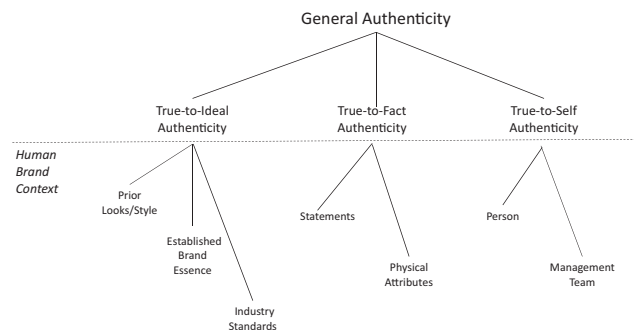 General Authenticity
True-to-Ideal
Authenticity
True-to-Fact
Authenticity
True-to-Self
Authenticity
Human
Brand
Context
Prior
Looks/Style
Established
Brand
Essence
Industry
Standards
Statements
Physical
Attributes
Person
Management
Team